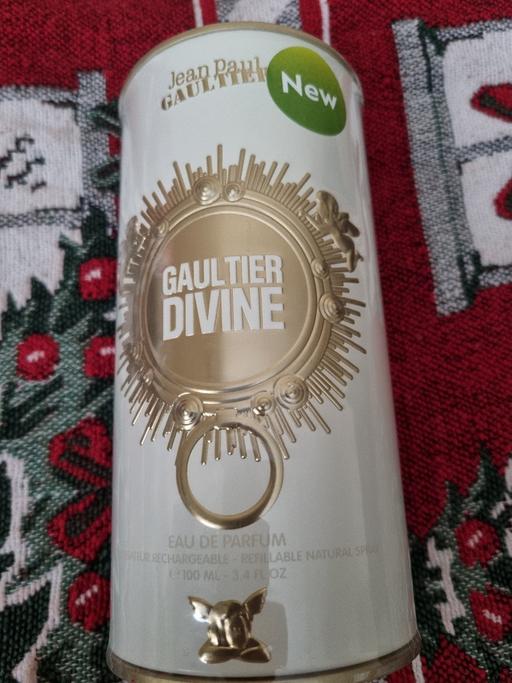 Jean Paul
GAULTIER
New
GAULTIER
DIVINE
EAU DE PARFUM
RECHARGEABLE - REFILLABLE NATURAL SPRAY
℮ 100 ML - 3.4 FL OZ